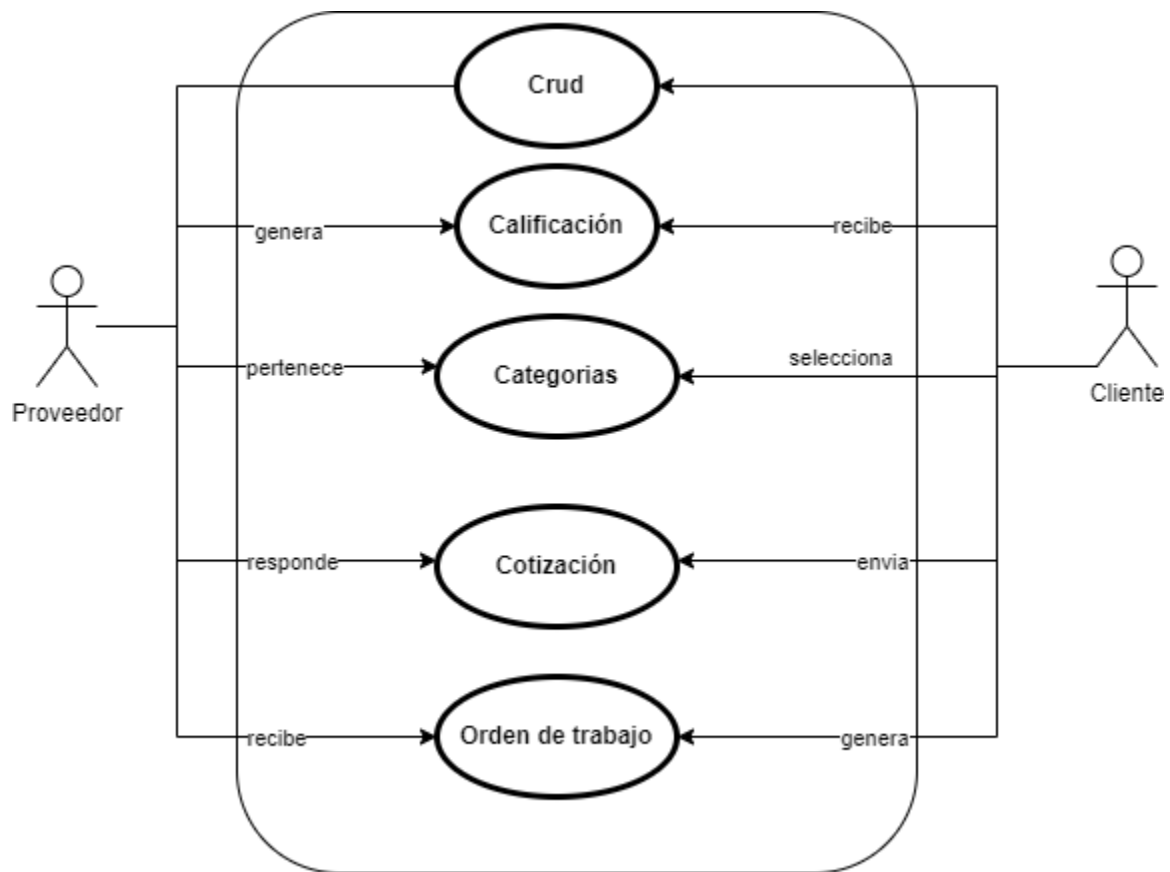 Crud
genera
Calificación
recibe
pertenece
Categorias
selecciona
Proveedor
Cliente
responde
Cotización
envia
recibe
Orden de trabajo
genera